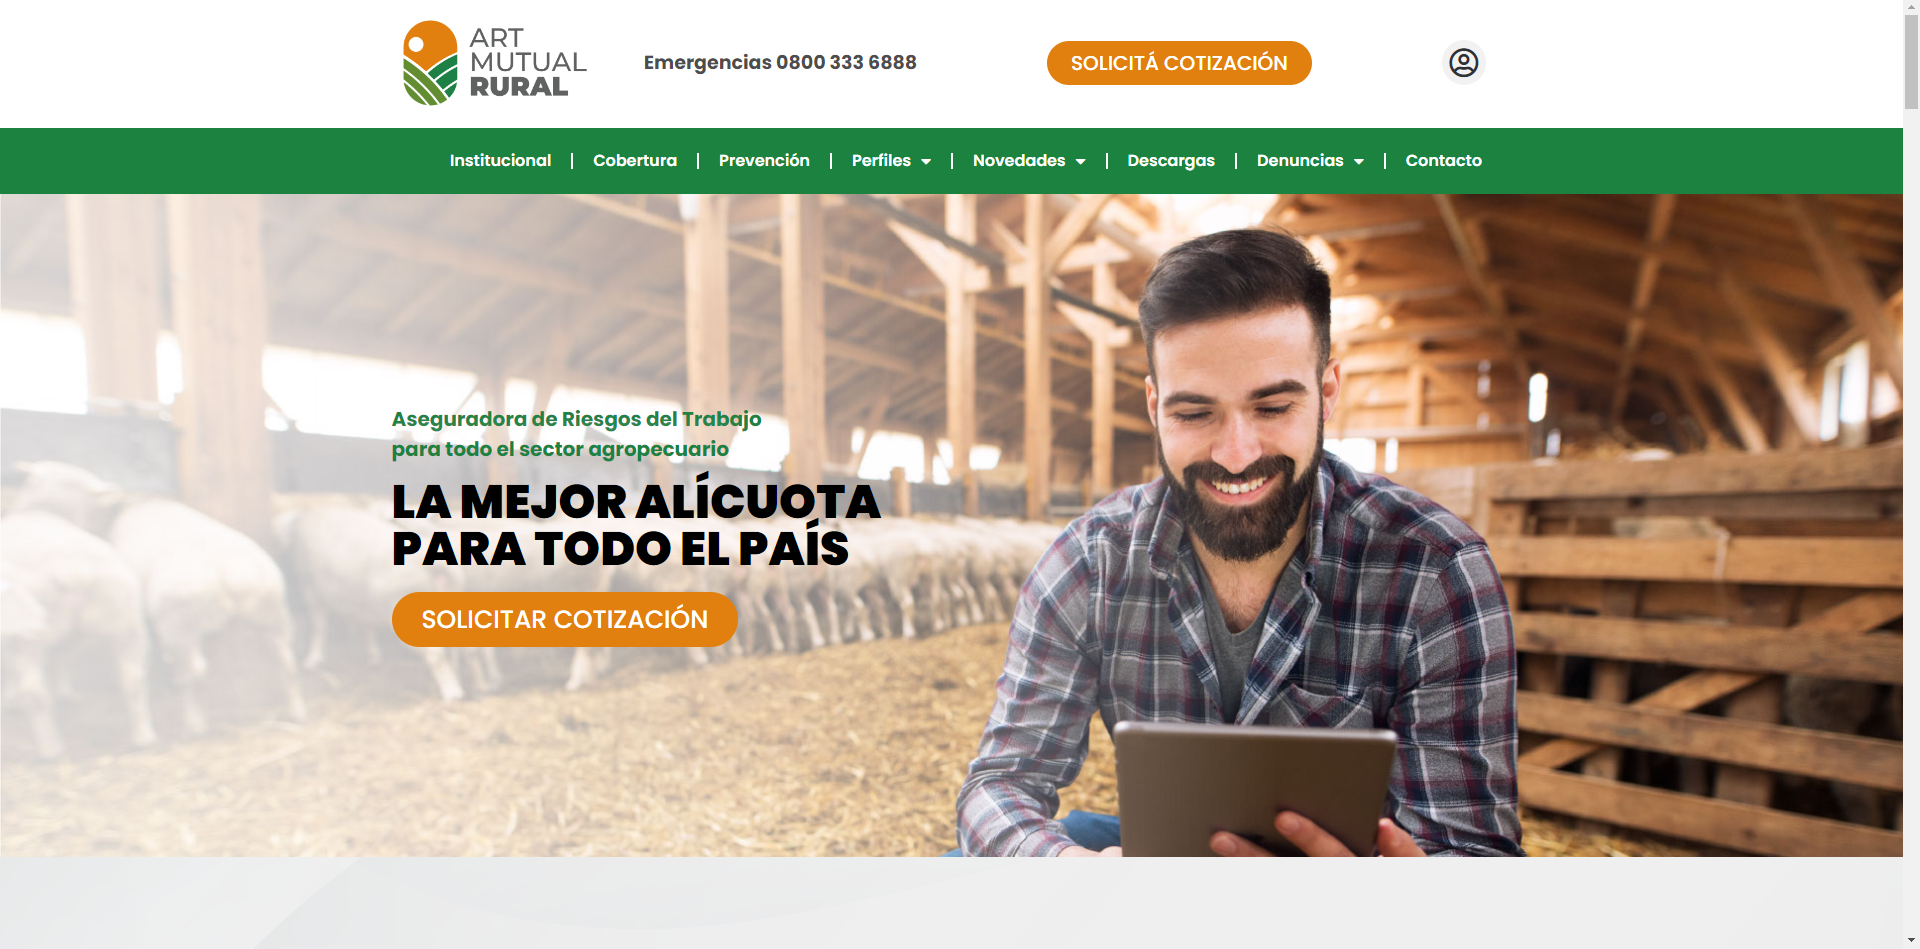 ART
MUTUAL
RURAL
Emergencias 0800 333 6888
SOLICITÁ COTIZACIÓN
Institucional
Cobertura
Prevención
Perfiles
Novedades
Descargas
Denuncias
Contacto
Aseguradora de Riesgos del Trabajo
para todo el sector agropecuario
LA MEJOR ALÍCUOTA
PARA TODO EL PAÍS
SOLICITAR COTIZACIÓN